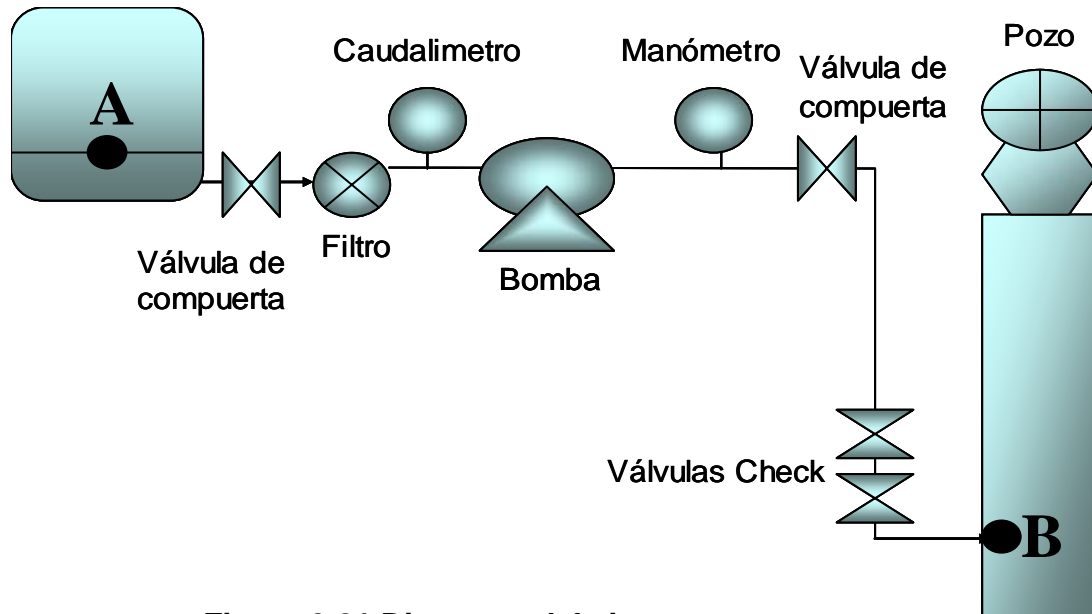 Pozo
Caudalimetro
Manómetro
Válvula de
compuerta
A
Filtro
Válvula de
compuerta
Bomba
Válvulas Check
B